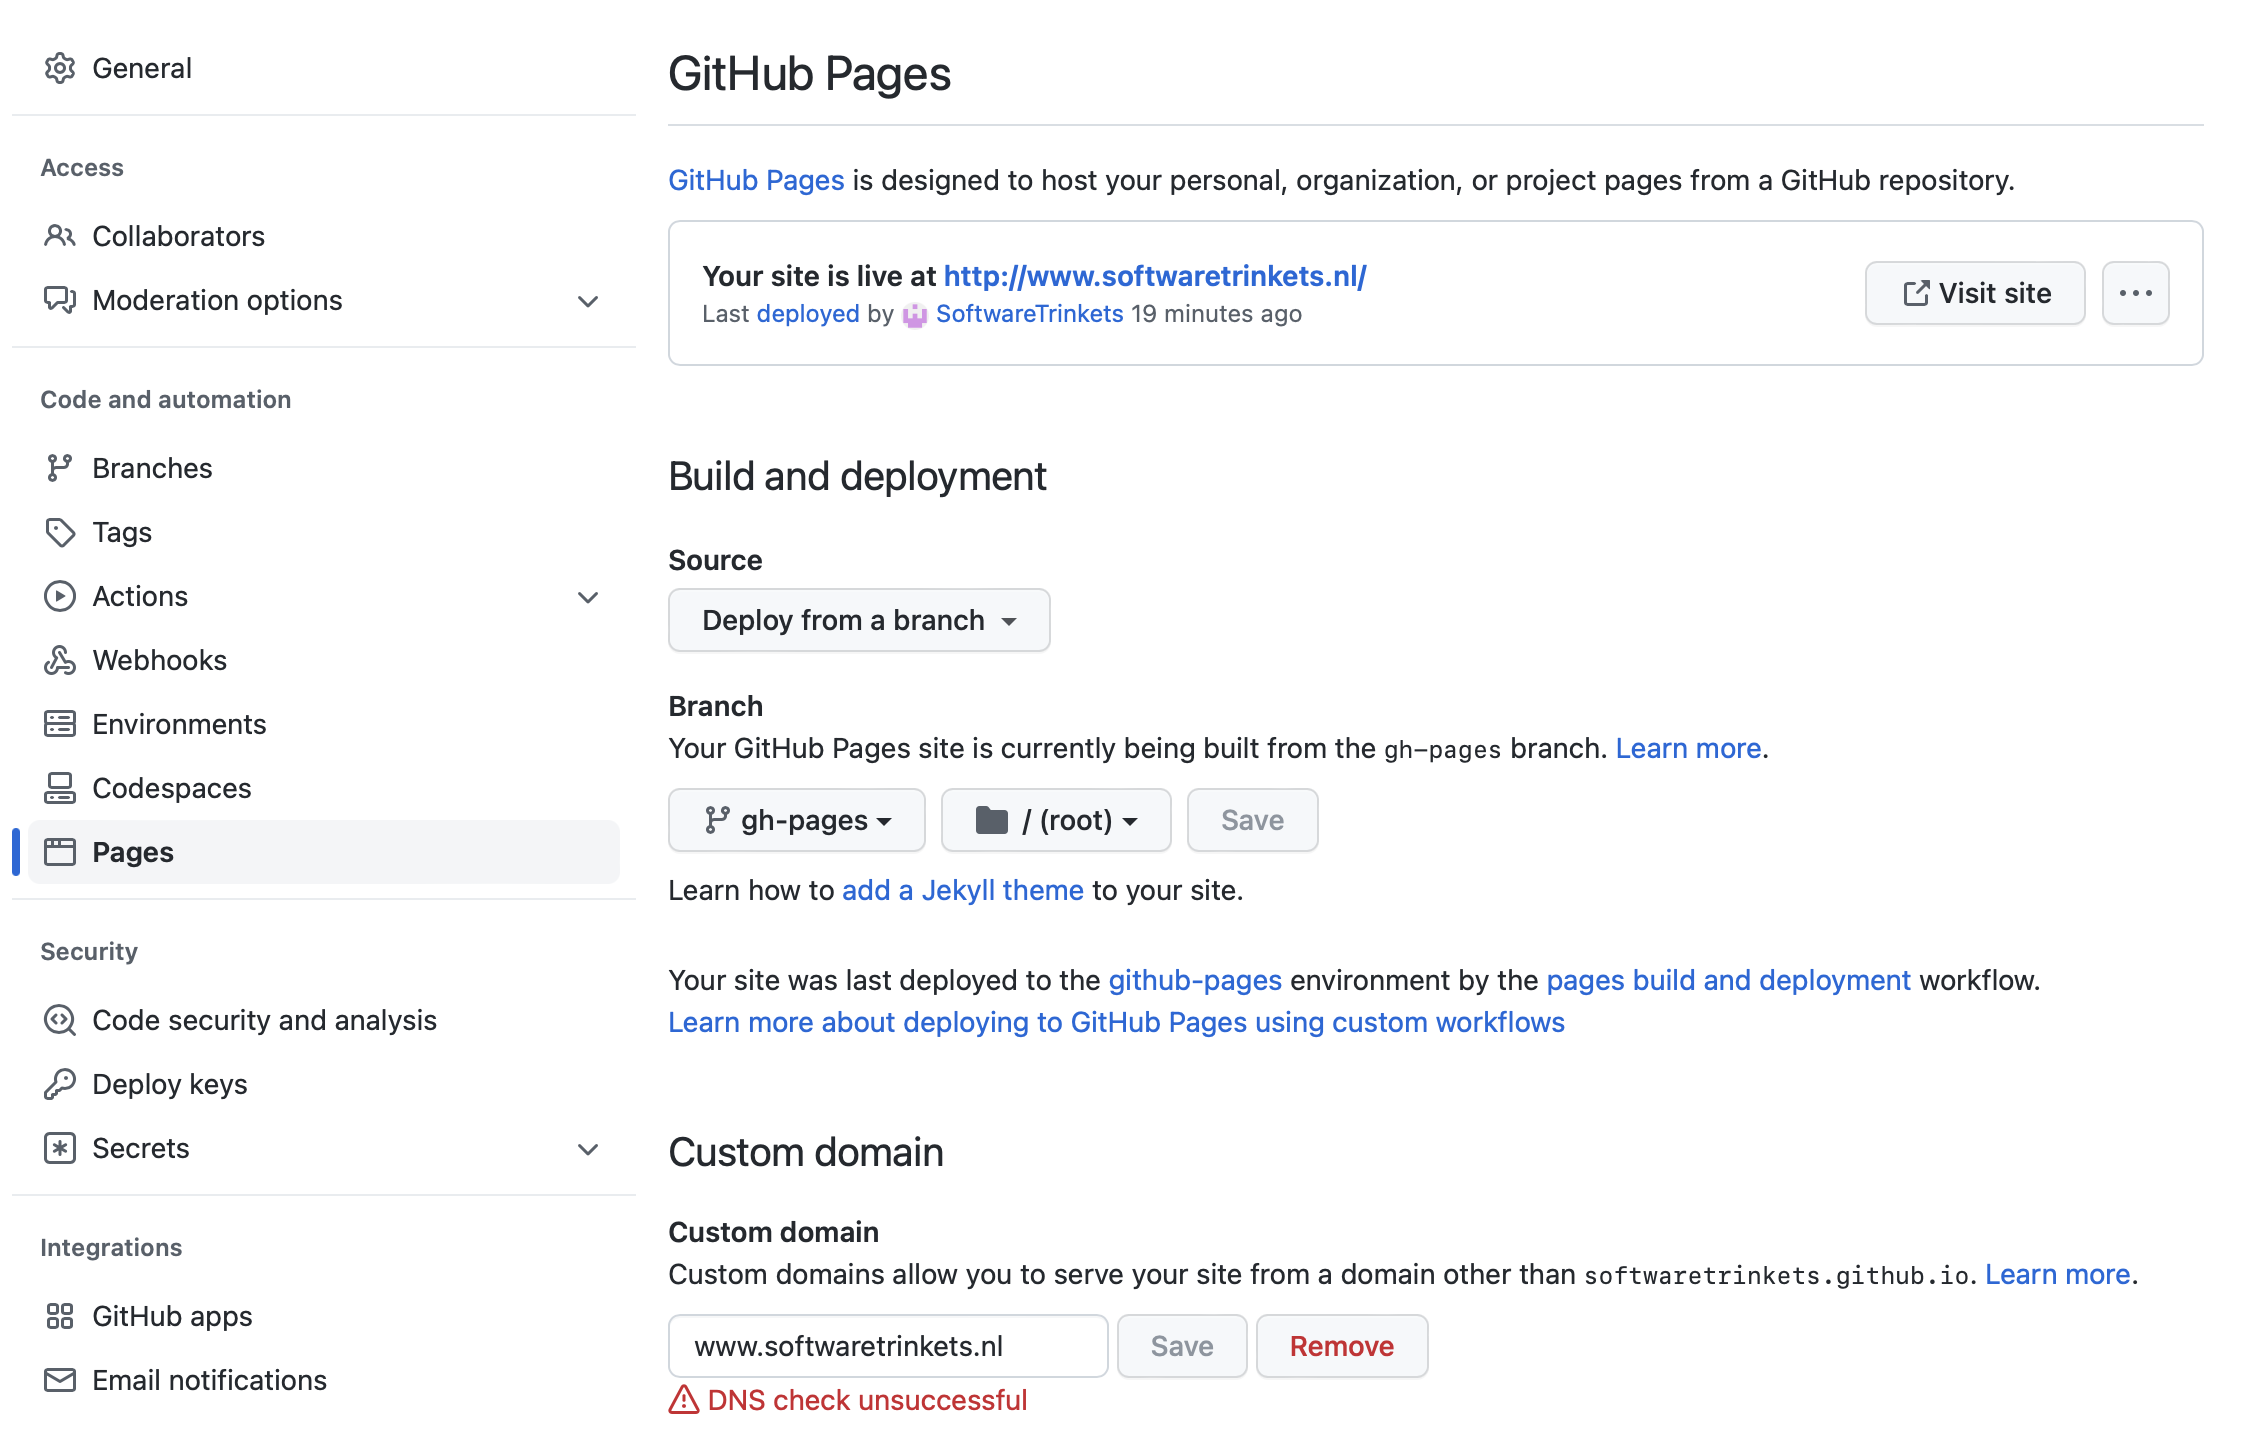 General
Access
Collaborators
Moderation options
Code and automation
Branches
Tags
Actions
Webhooks
Environments
Codespaces
Pages
Security
Code security and analysis
Deploy keys
Secrets
Integrations
GitHub apps
Email notifications
GitHub Pages
GitHub Pages is designed to host your personal, organization, or project pages from a GitHub repository.
Your site is live at http://www.softwaretrinkets.nl/
Last deployed by SoftwareTrinkets 19 minutes ago
Visit site
Build and deployment
Source
Deploy from a branch
Branch
Your GitHub Pages site is currently being built from the gh-pages branch. Learn more.
gh-pages / (root) Save
Learn how to add a Jekyll theme to your site.
Your site was last deployed to the github-pages environment by the pages build and deployment workflow.
Learn more about deploying to GitHub Pages using custom workflows
Custom domain
Custom domain
Custom domains allow you to serve your site from a domain other than softwaretrinkets.github.io. Learn more.
www.softwaretrinkets.nl Save Remove
DNS check unsuccessful